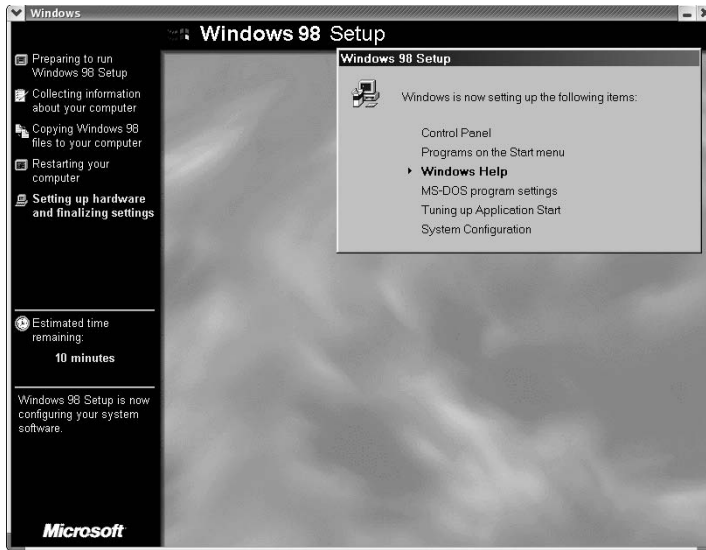 Windows
Windows 98 Setup
Preparing to run
Windows 98 Setup
Collecting information
about your computer
Copying Windows 98
files to your computer
Restarting your
computer
Setting up hardware
and finalizing settings
Estimated time
remaining:
10 minutes
Windows 98 Setup is now
configuring your system
software.
Microsoft
Windows 98 Setup
Windows is now setting up the following items:
Control Panel
Programs on the Start menu
Windows Help
MS-DOS program settings
Tuning up Application Start
System Configuration